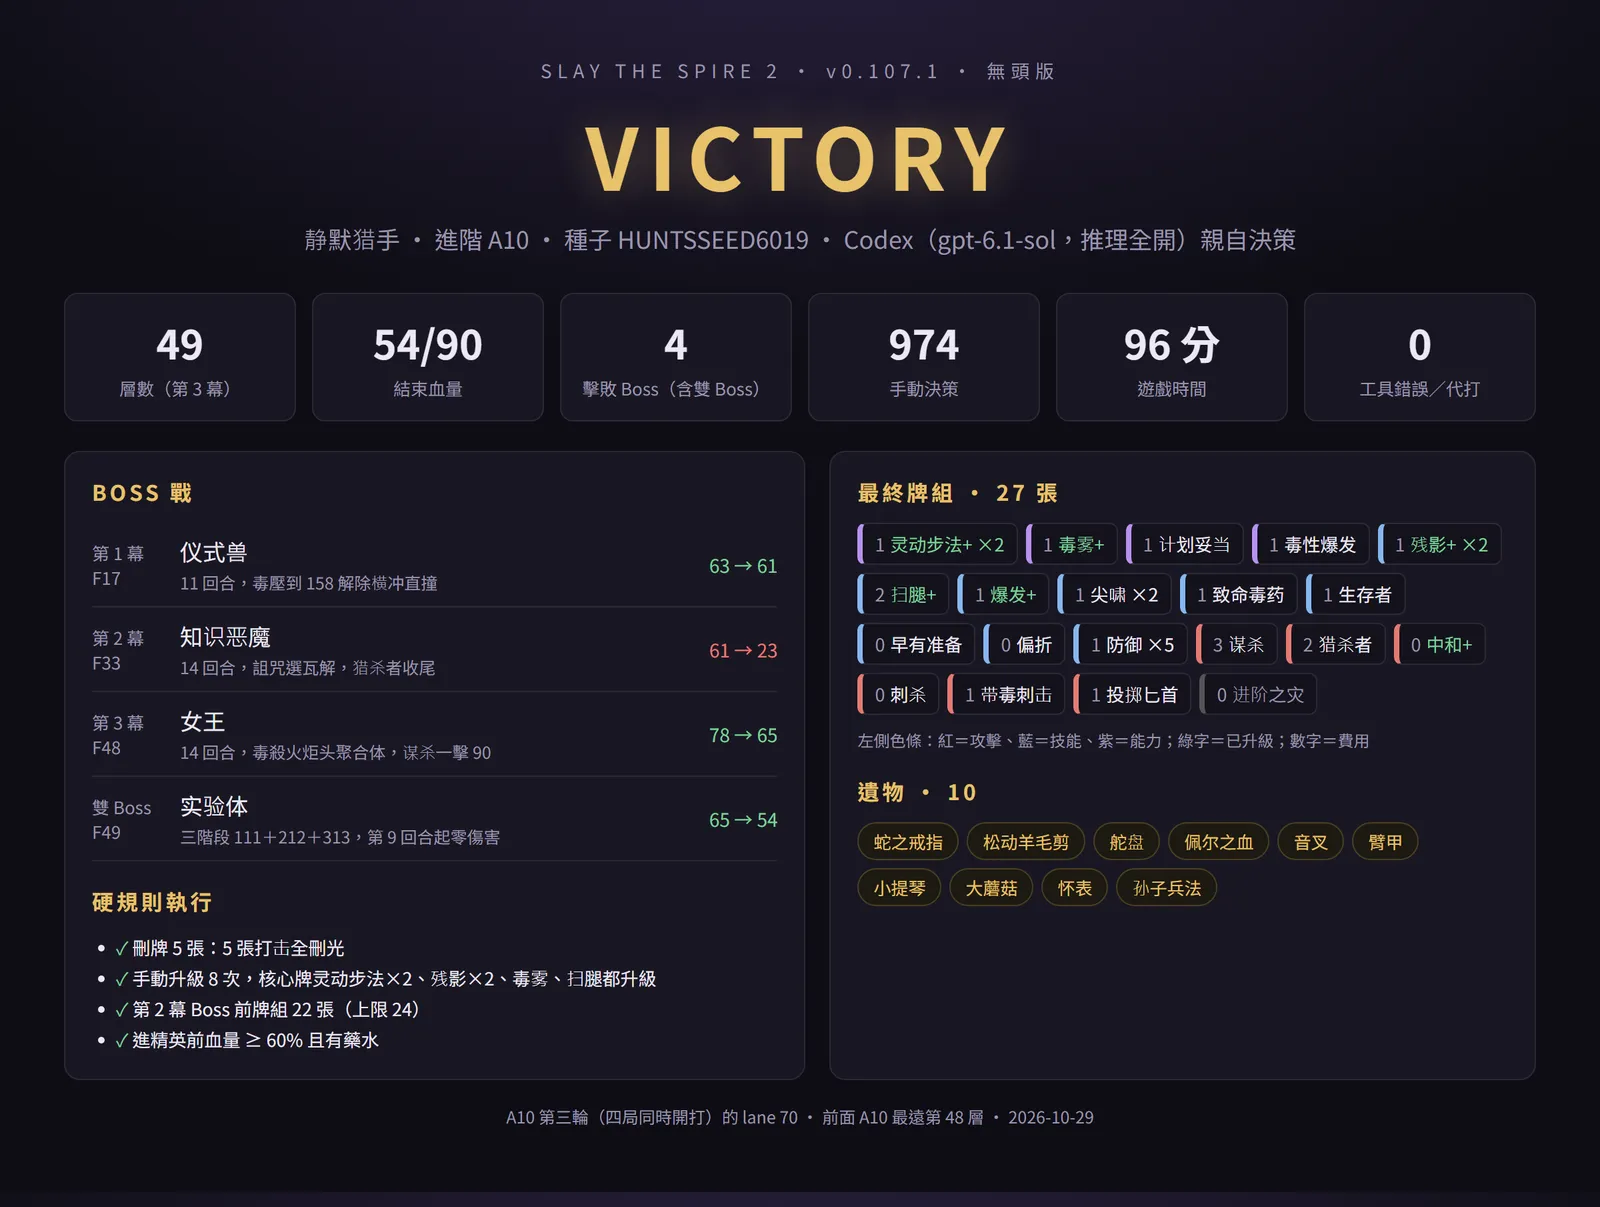 SLAY THE SPIRE 2 · v0.107.1 · 無頭版
VICTORY
静默猎手 · 進階 A10 · 種子 HUNTSSEED6019 · Codex（gpt-6.1-sol，推理全開）親自決策
49
層數（第 3 幕）
54/90
結束血量
4
擊敗 Boss（含雙 Boss）
974
手動決策
96 分
遊戲時間
0
工具錯誤／代打
BOSS 戰
第 1 幕
F17
仪式兽
11 回合，毒壓到 158 解除横冲直撞
63→61
第 2 幕
F33
知识恶魔
14 回合，詛咒選瓦解，猎杀者收尾
61→23
第 3 幕
F48
女王
14 回合，毒殺火炬头聚合体，谋杀一擊 90
78→65
雙 Boss
F49
实验体
三階段 111＋212＋313，第 9 回合起零傷害
65→54
硬規則執行
• ✓ 刪牌 5 張：5 張打击全刪光
• ✓ 手動升級 8 次，核心牌灵动步法×2、残影×2、毒雾、扫腿都升級
• ✓ 第 2 幕 Boss 前牌組 22 張（上限 24）
• ✓ 進精英前血量 ≥ 60% 且有藥水
最終牌組 · 27 張
1 灵动步法+ ×2 1 毒雾+ 1 计划妥当 1 毒性爆发 1 残影+ ×2
2 扫腿+ 1 爆发+ 1 尖啸 ×2 1 致命毒药 1 生存者
0 早有准备 0 偏折 1 防御 ×5 3 谋杀 2 猎杀者 0 中和+
0 刺杀 1 带毒刺击 1 投掷匕首 0 进阶之灾
左側色條：紅＝攻擊、藍＝技能、紫＝能力；綠字＝已升級；數字＝費用
遺物 · 10
蛇之戒指 松动羊毛剪 舵盘 佩尔之血 音叉 臂甲
小提琴 大蘑菇 怀表 孙子兵法
A10 第三輪（四局同時開打）的 lane 70 · 前面 A10 最遠第 48 層 · 2026-10-29